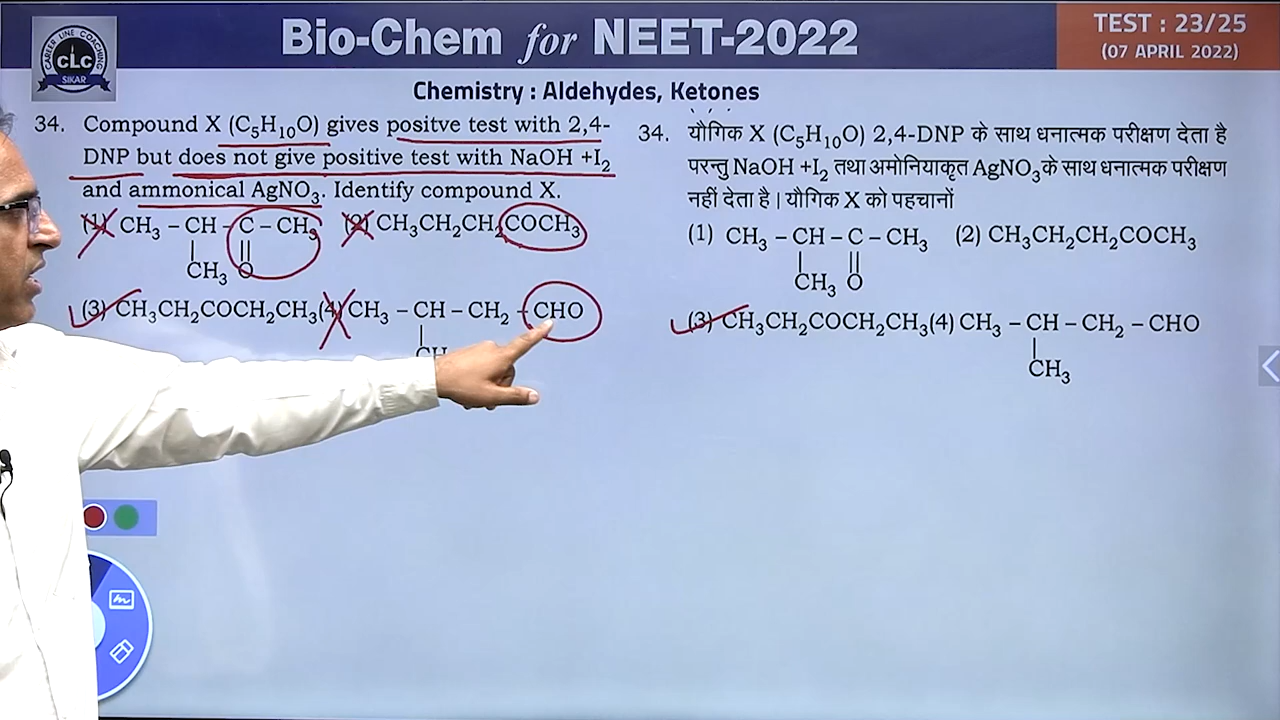 CAREER LINE COACHING
CLC
SIKAR
Bio-Chem for NEET-2022
TEST : 23/25
(07 APRIL 2022)
Chemistry : Aldehydes, Ketones
34. Compound X (C₅H₁₀O) gives positve test with 2,4-
DNP but does not give positive test with NaOH +I₂
and ammonical AgNO₃. Identify compound X.
(1) CH₃ – CH – C – CH₃ (2) CH₃CH₂CH₂COCH₃
CH₃ O
(3) CH₃CH₂COCH₂CH₃(4) CH₃ – CH – CH₂ – CHO
34. यौगिक X (C₅H₁₀O) 2,4-DNP के साथ धनात्मक परीक्षण देता है
परन्तु NaOH +I₂ तथा अमोनियाकृत AgNO₃के साथ धनात्मक परीक्षण
नहीं देता है | यौगिक X को पहचानों
(1) CH₃ – CH – C – CH₃ (2) CH₃CH₂CH₂COCH₃
CH₃ O
(3) CH₃CH₂COCH₂CH₃(4) CH₃ – CH – CH₂ – CHO
CH₃